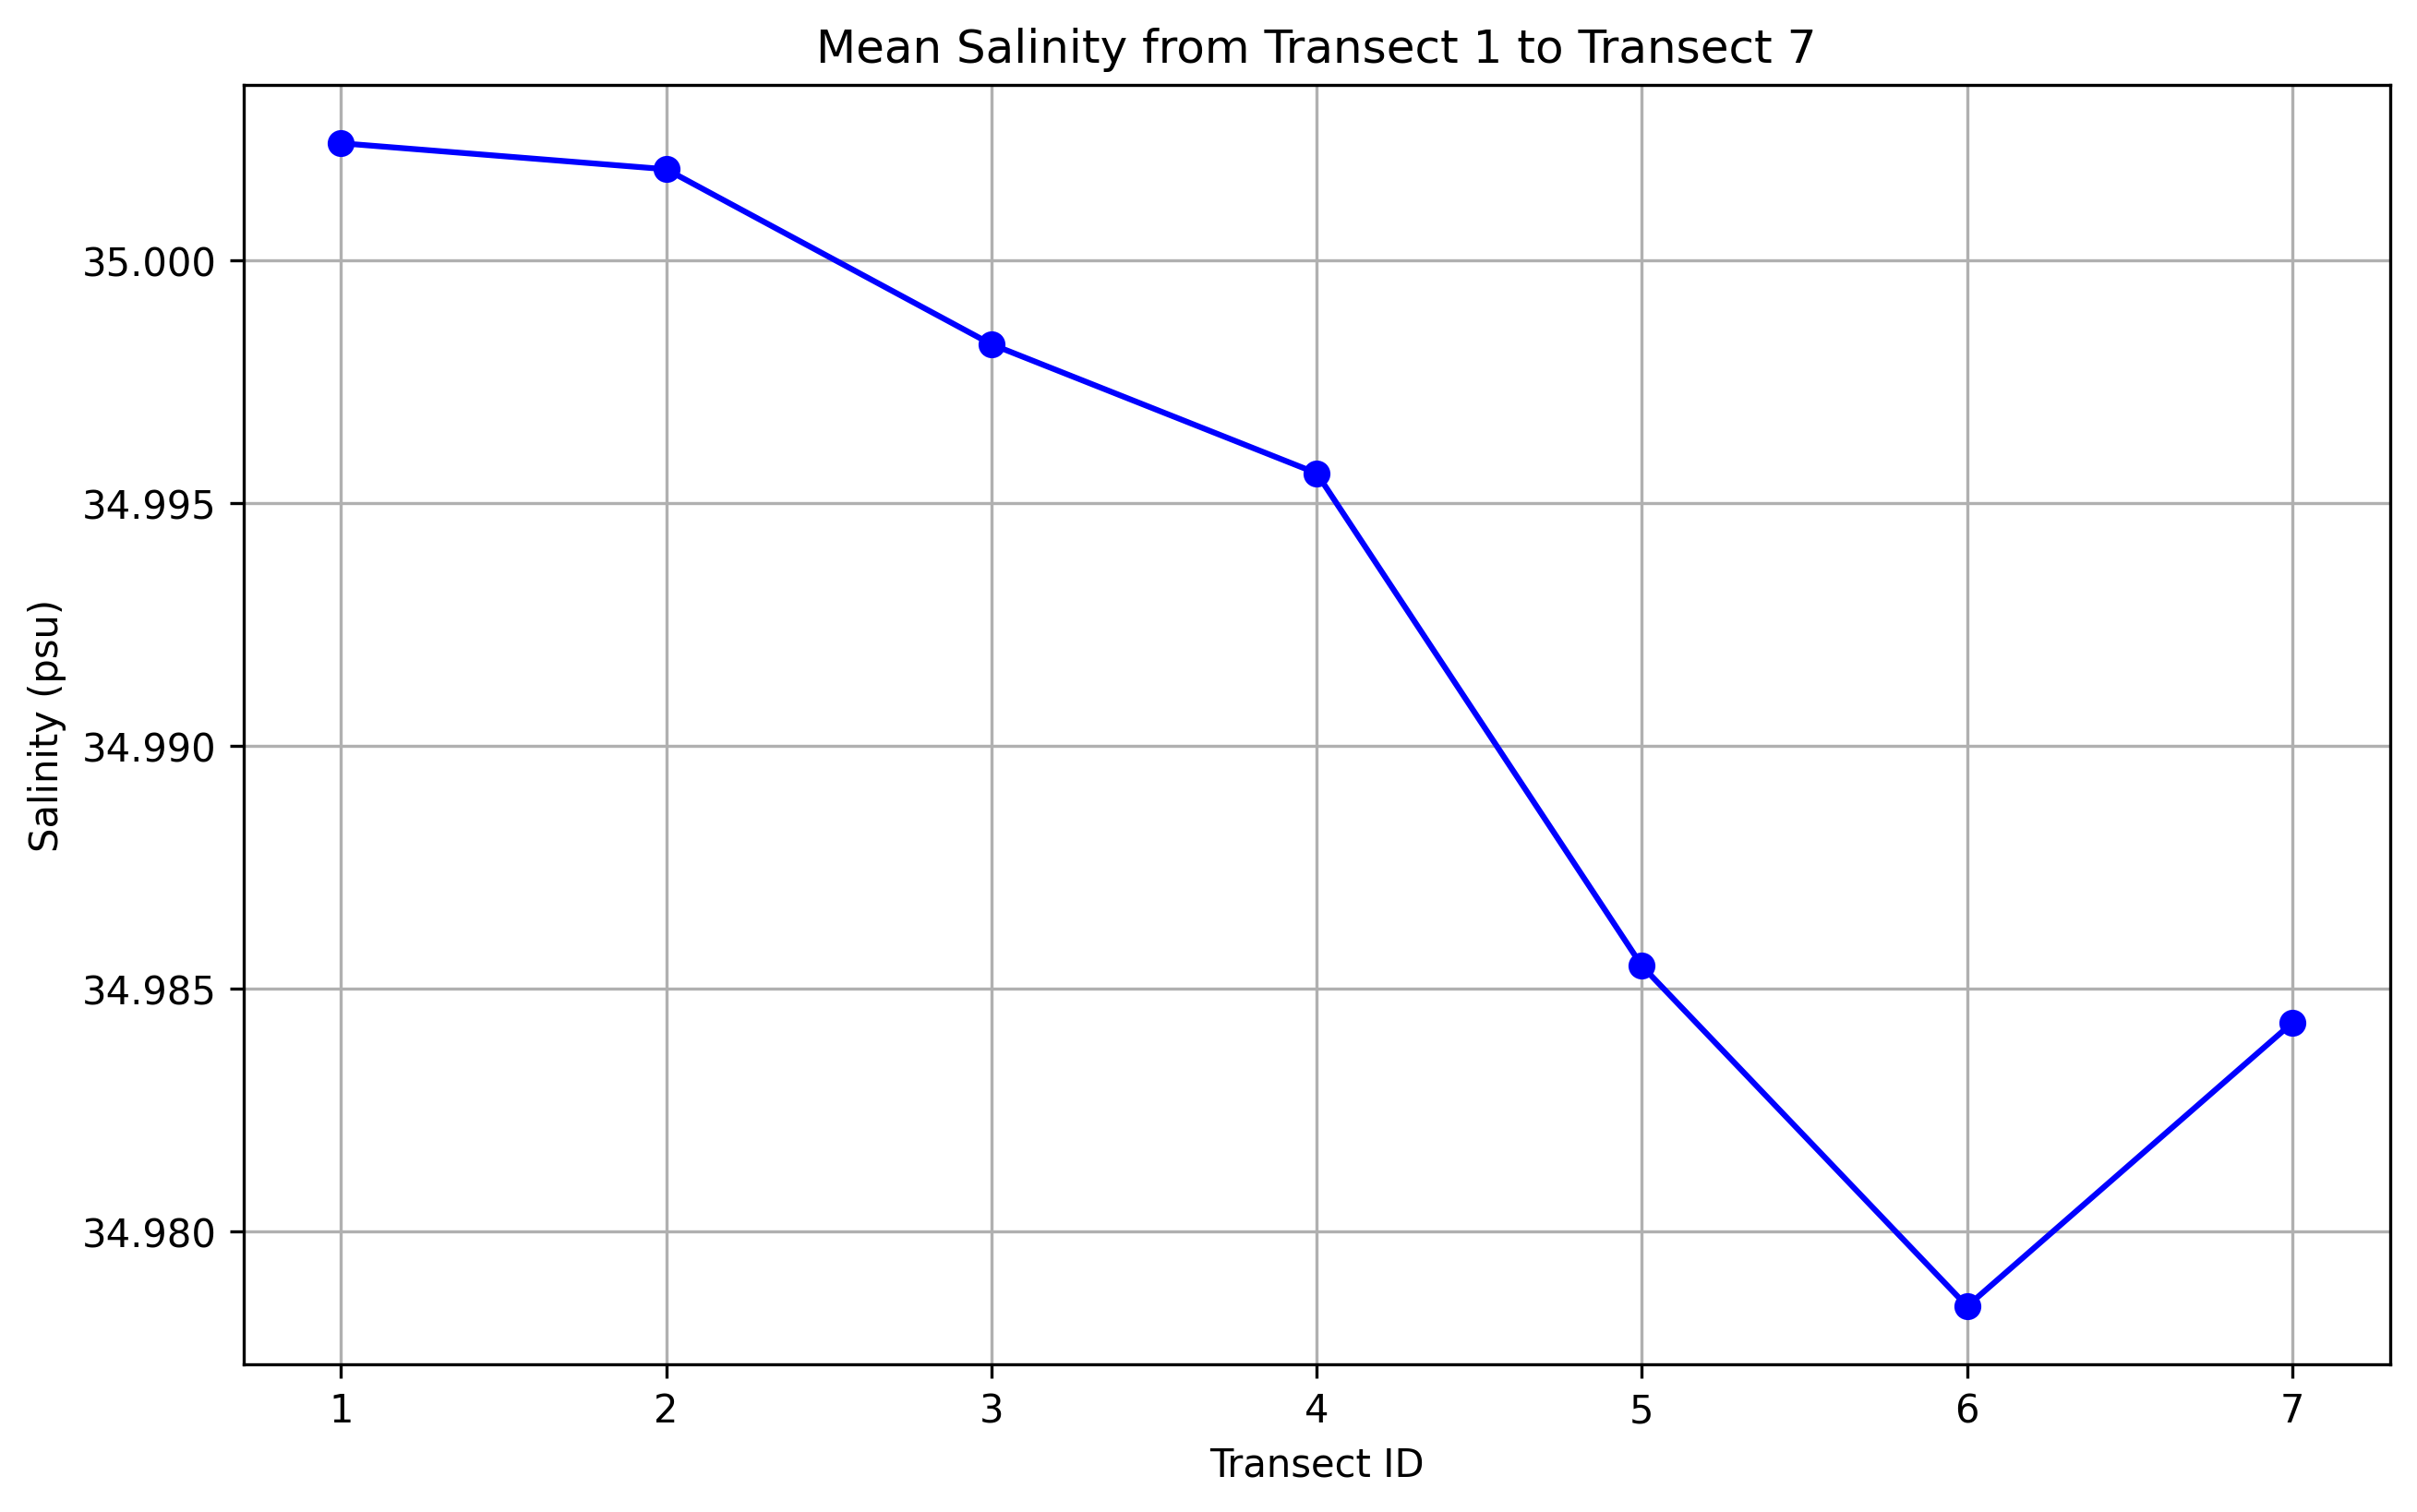 Mean Salinity from Transect 1 to Transect 7
35.000
34.995
34.990
34.985
34.980
Salinity (psu)
1 2 3 4 5 6 7
Transect ID